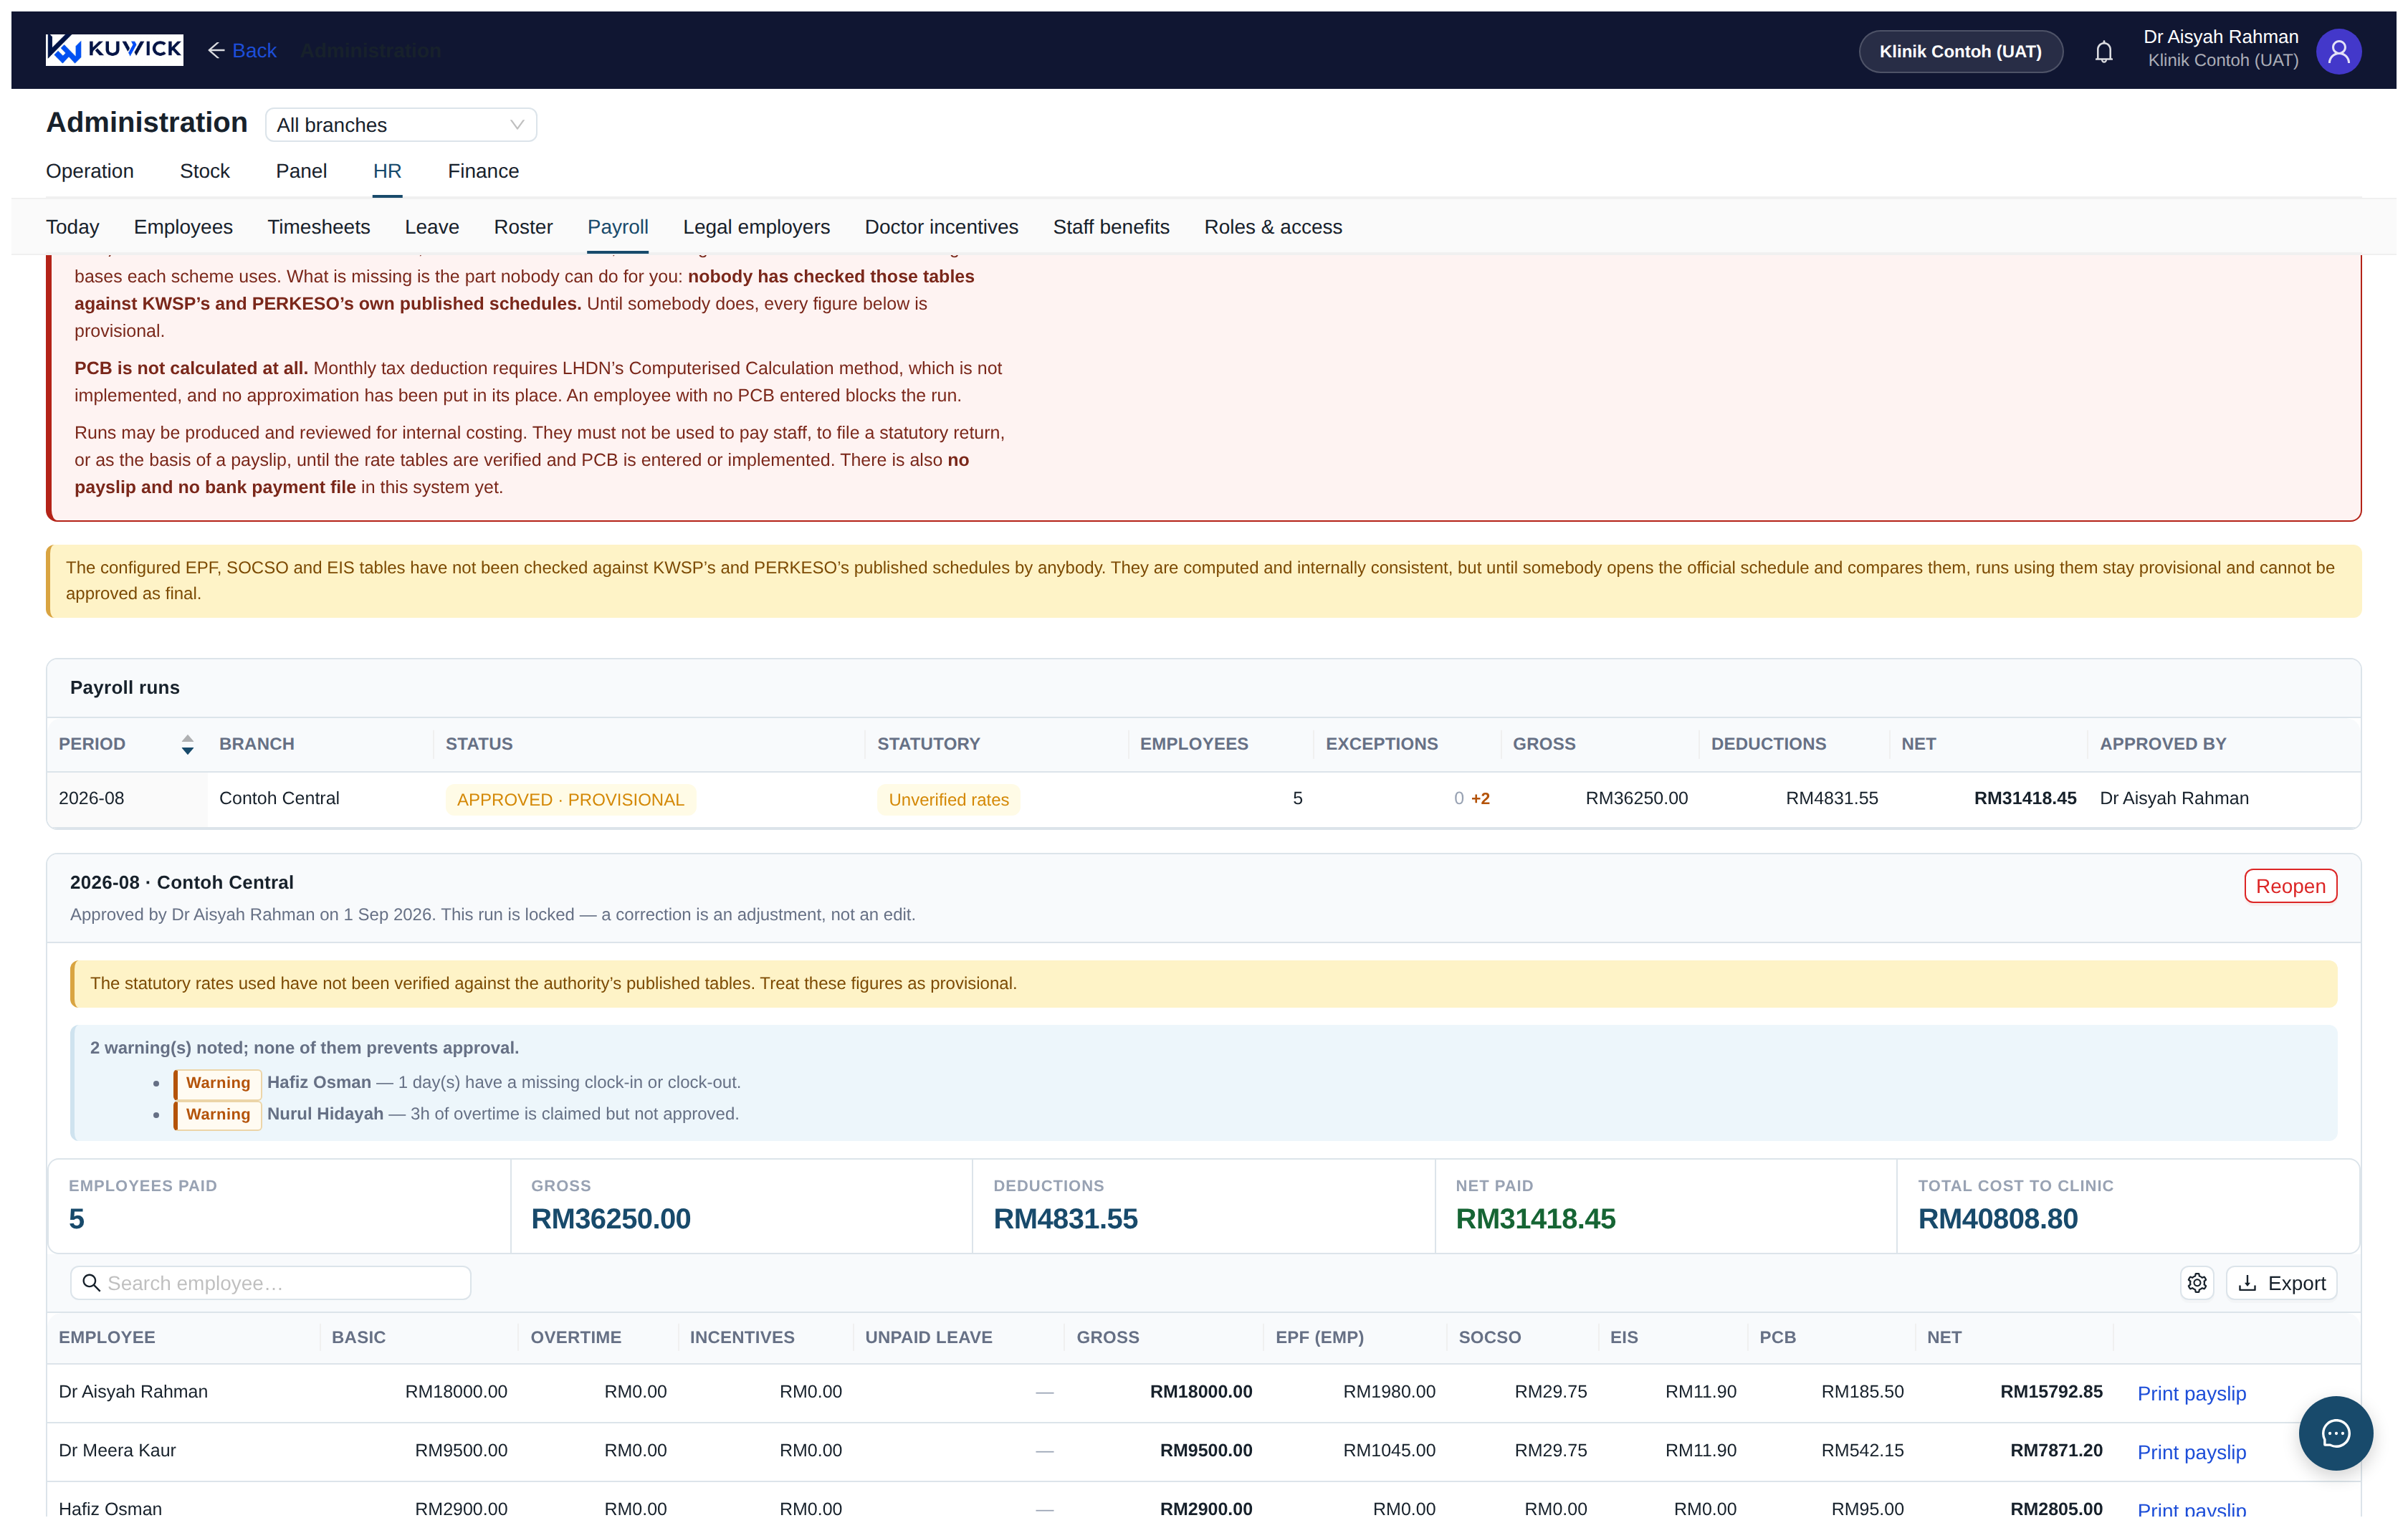 KUWICK
Back
Administration
Klinik Contoh (UAT)
Dr Aisyah Rahman
Klinik Contoh (UAT)
Administration
All branches
Operation Stock Panel HR Finance
Today Employees Timesheets Leave Roster Payroll Legal employers Doctor incentives Staff benefits Roles & access
bases each scheme uses. What is missing is the part nobody can do for you: nobody has checked those tables
against KWSP’s and PERKESO’s own published schedules. Until somebody does, every figure below is
provisional.
PCB is not calculated at all. Monthly tax deduction requires LHDN’s Computerised Calculation method, which is not
implemented, and no approximation has been put in its place. An employee with no PCB entered blocks the run.
Runs may be produced and reviewed for internal costing. They must not be used to pay staff, to file a statutory return,
or as the basis of a payslip, until the rate tables are verified and PCB is entered or implemented. There is also no
payslip and no bank payment file in this system yet.
The configured EPF, SOCSO and EIS tables have not been checked against KWSP’s and PERKESO’s published schedules by anybody. They are computed and internally consistent, but until somebody opens the official schedule and compares them, runs using them stay provisional and cannot be
approved as final.
Payroll runs
PERIOD BRANCH STATUS STATUTORY EMPLOYEES EXCEPTIONS GROSS DEDUCTIONS NET APPROVED BY
2026-08 Contoh Central APPROVED · PROVISIONAL Unverified rates 5 0 +2 RM36250.00 RM4831.55 RM31418.45 Dr Aisyah Rahman
2026-08 · Contoh Central
Reopen
Approved by Dr Aisyah Rahman on 1 Sep 2026. This run is locked — a correction is an adjustment, not an edit.
The statutory rates used have not been verified against the authority’s published tables. Treat these figures as provisional.
2 warning(s) noted; none of them prevents approval.
• Warning Hafiz Osman — 1 day(s) have a missing clock-in or clock-out.
• Warning Nurul Hidayah — 3h of overtime is claimed but not approved.
EMPLOYEES PAID GROSS DEDUCTIONS NET PAID TOTAL COST TO CLINIC
5 RM36250.00 RM4831.55 RM31418.45 RM40808.80
Search employee…
Export
EMPLOYEE BASIC OVERTIME INCENTIVES UNPAID LEAVE GROSS EPF (EMP) SOCSO EIS PCB NET
Dr Aisyah Rahman RM18000.00 RM0.00 RM0.00 — RM18000.00 RM1980.00 RM29.75 RM11.90 RM185.50 RM15792.85 Print payslip
Dr Meera Kaur RM9500.00 RM0.00 RM0.00 — RM9500.00 RM1045.00 RM29.75 RM11.90 RM542.15 RM7871.20 Print payslip
Hafiz Osman RM2900.00 RM0.00 RM0.00 — RM2900.00 RM0.00 RM0.00 RM0.00 RM95.00 RM2805.00 Print payslip